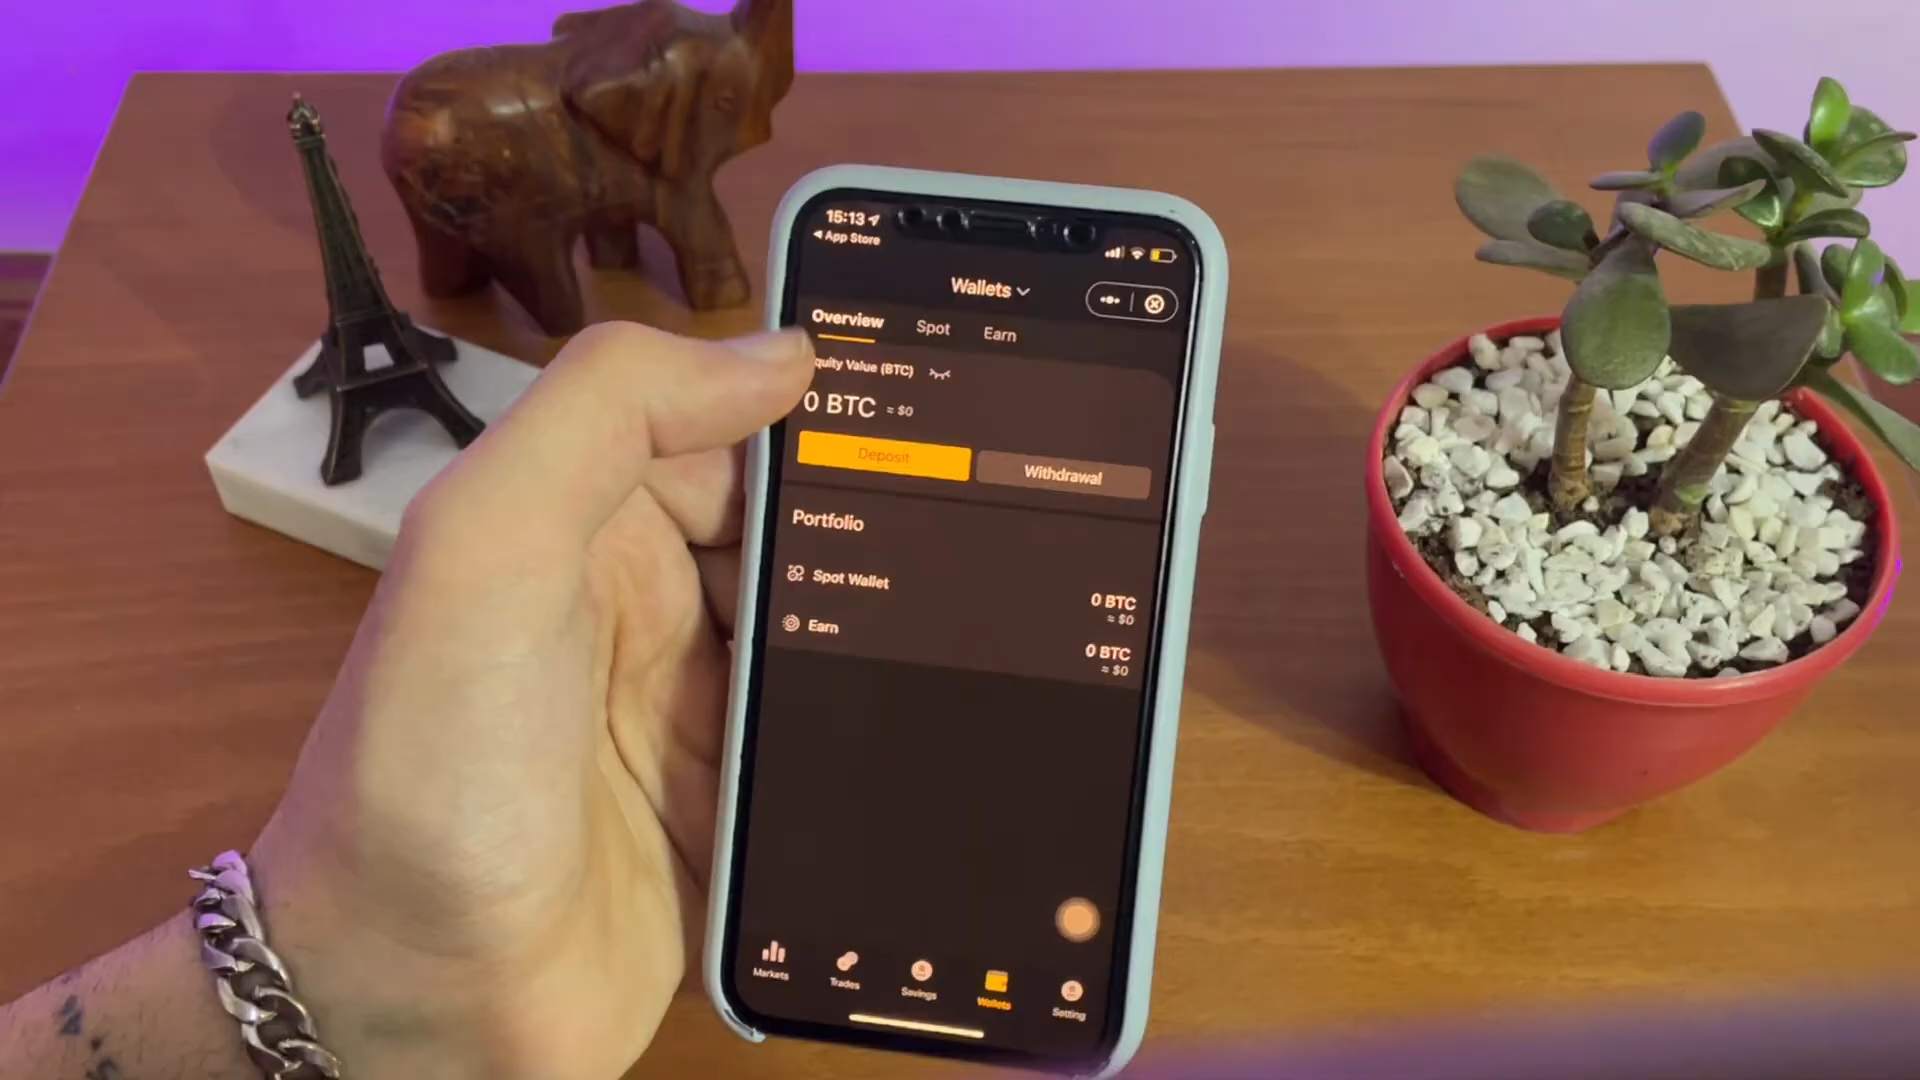 15:13
App Store
Wallets
Overview Spot Earn
quity Value (BTC)
0 BTC ≈ $0
Deposit Withdrawal
Portfolio
Spot Wallet 0 BTC
≈ $0
Earn 0 BTC
≈ $0
Markets Trades Savings Wallets Setting